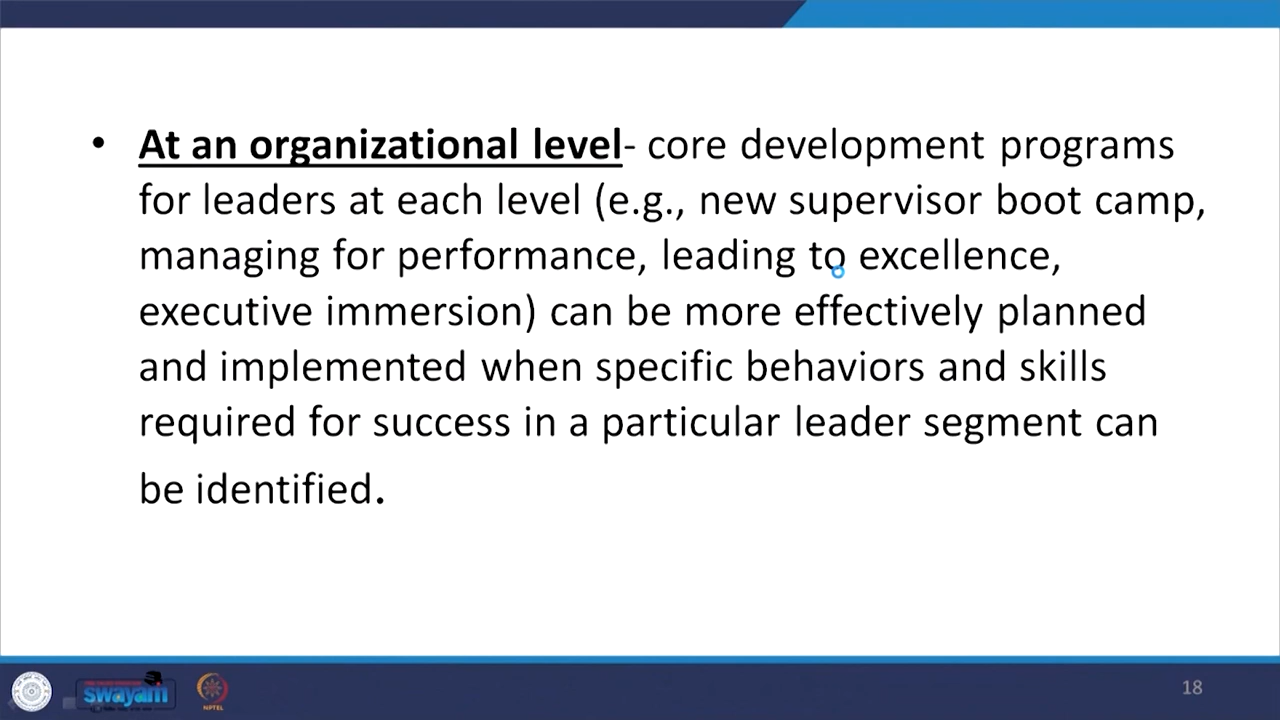 • At an organizational level- core development programs
for leaders at each level (e.g., new supervisor boot camp,
managing for performance, leading to excellence,
executive immersion) can be more effectively planned
and implemented when specific behaviors and skills
required for success in a particular leader segment can
be identified.
swayam
NPTEL
18